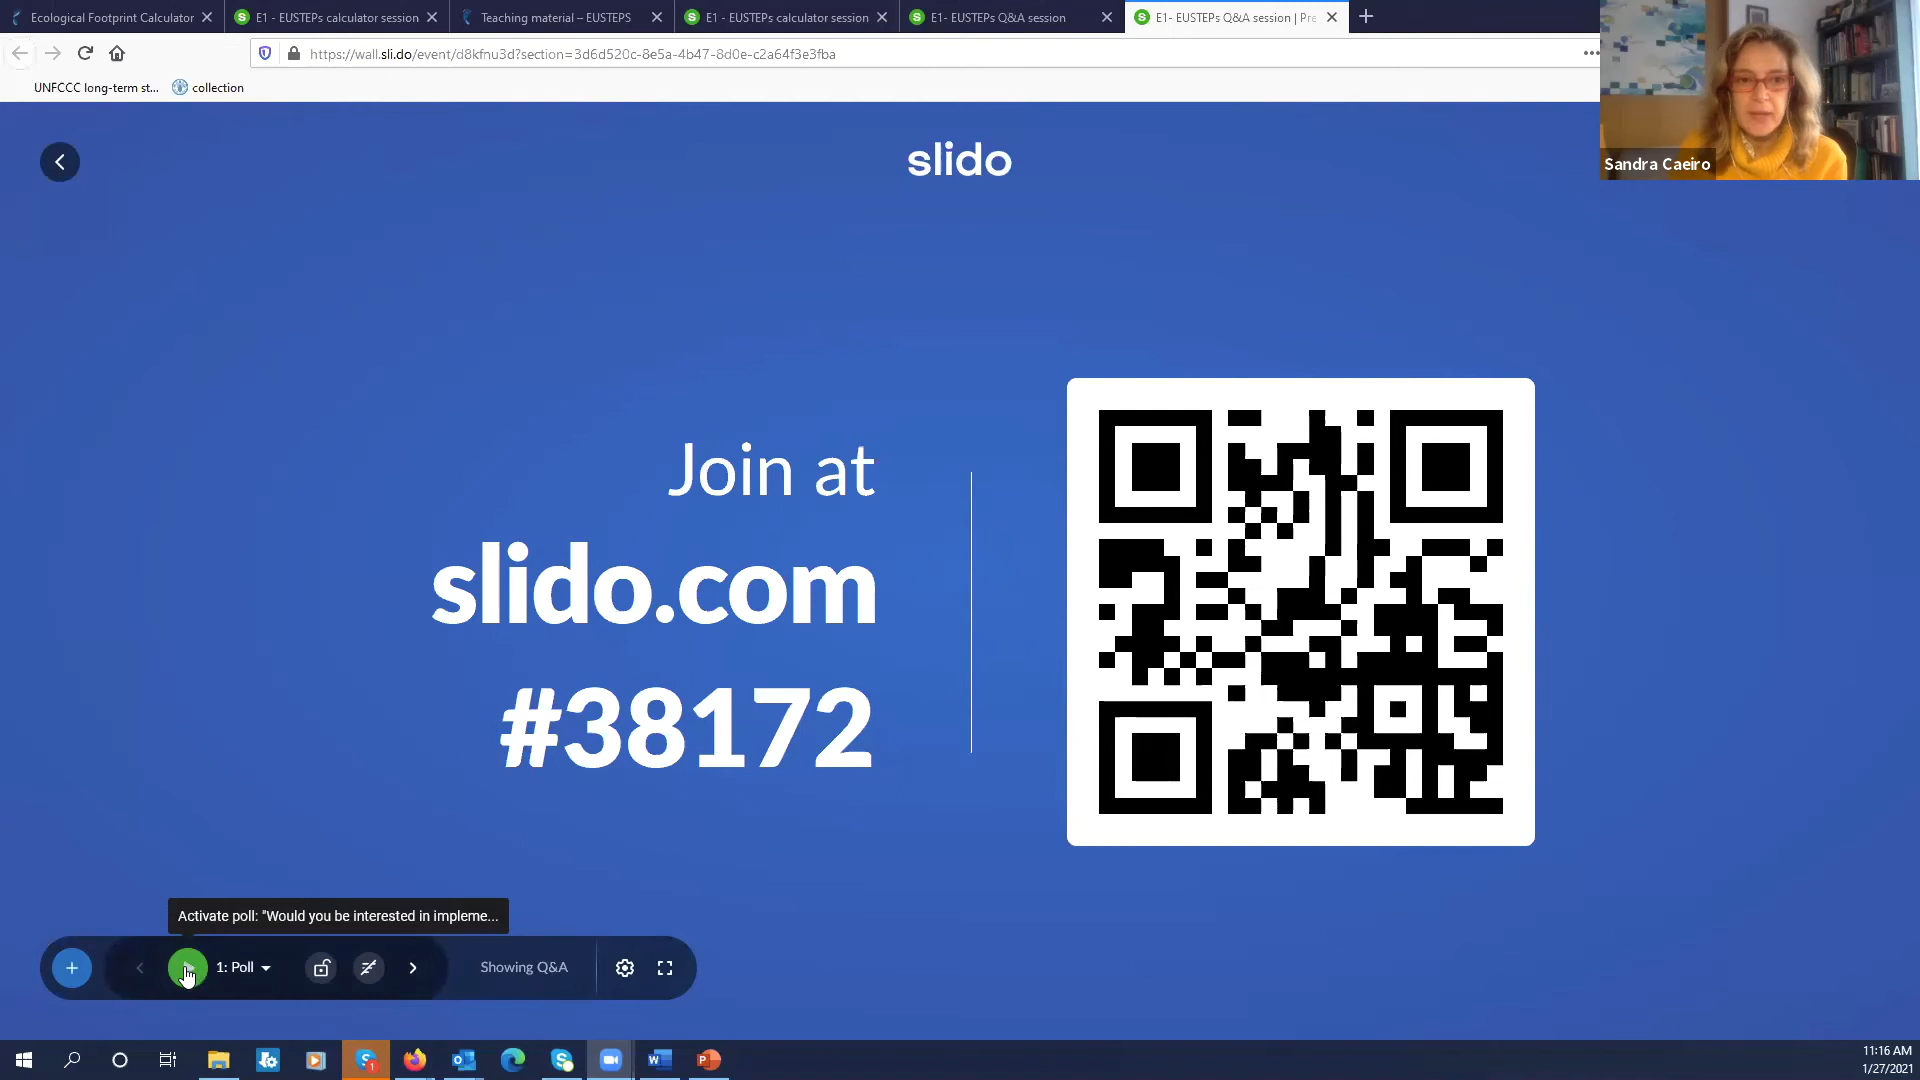 Ecological Footprint Calculator
E1 - EUSTEPs calculator session
Teaching material – EUSTEPS
E1 - EUSTEPs calculator session
E1- EUSTEPs Q&A session
E1- EUSTEPs Q&A session | Pre
https://wall.sli.do/event/d8kfnu3d?section=3d6d520c-8e5a-4b47-8d0e-c2a64f3e3fba
UNFCCC long-term st...
collection
slido
Sandra Caeiro
Join at
slido.com
#38172
Activate poll: "Would you be interested in impleme...
1: Poll
Showing Q&A
11:16 AM
1/27/2021